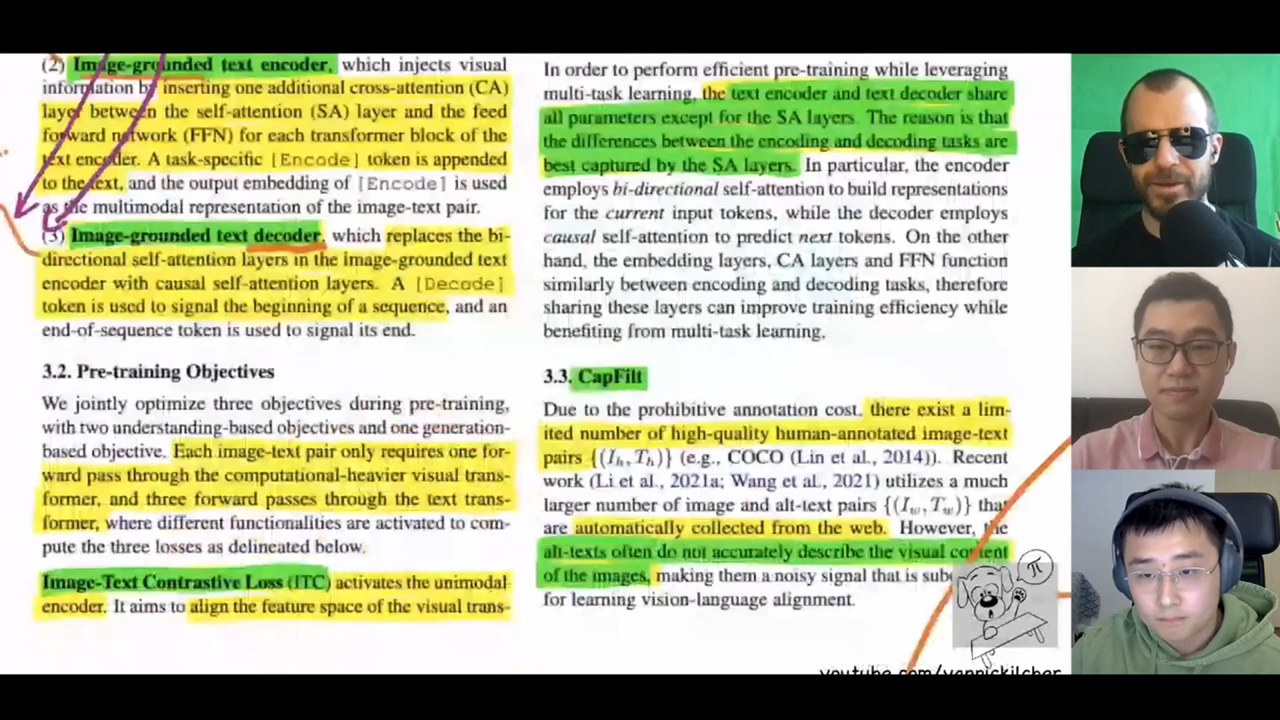 (2) Image-grounded text encoder, which injects visual
information by inserting one additional cross-attention (CA)
layer between the self-attention (SA) layer and the feed
forward network (FFN) for each transformer block of the
text encoder. A task-specific [Encode] token is appended
to the text, and the output embedding of [Encode] is used
as the multimodal representation of the image-text pair.
(3) Image-grounded text decoder, which replaces the bi-
directional self-attention layers in the image-grounded text
encoder with causal self-attention layers. A [Decode]
token is used to signal the beginning of a sequence, and an
end-of-sequence token is used to signal its end.
3.2. Pre-training Objectives
We jointly optimize three objectives during pre-training,
with two understanding-based objectives and one generation-
based objective. Each image-text pair only requires one for-
ward pass through the computational-heavier visual trans-
former, and three forward passes through the text trans-
former, where different functionalities are activated to com-
pute the three losses as delineated below.
Image-Text Contrastive Loss (ITC) activates the unimodal
encoder. It aims to align the feature space of the visual trans-
In order to perform efficient pre-training while leveraging
multi-task learning, the text encoder and text decoder share
all parameters except for the SA layers. The reason is that
the differences between the encoding and decoding tasks are
best captured by the SA layers. In particular, the encoder
employs bi-directional self-attention to build representations
for the current input tokens, while the decoder employs
causal self-attention to predict next tokens. On the other
hand, the embedding layers, CA layers and FFN function
similarly between encoding and decoding tasks, therefore
sharing these layers can improve training efficiency while
benefiting from multi-task learning,
3.3. CapFilt
Due to the prohibitive annotation cost, there exist a lim-
ited number of high-quality human-annotated image-text
pairs {(I_h, T_h)} (e.g., COCO (Lin et al., 2014)). Recent
work (Li et al., 2021a; Wang et al., 2021) utilizes a much
larger number of image and alt-text pairs {(I_w, T_w)} that
are automatically collected from the web. However, the
alt-texts often do not accurately describe the visual content
of the images, making them a noisy signal that is sub
for learning vision-language alignment.
π
youtube.com/yannickilcher